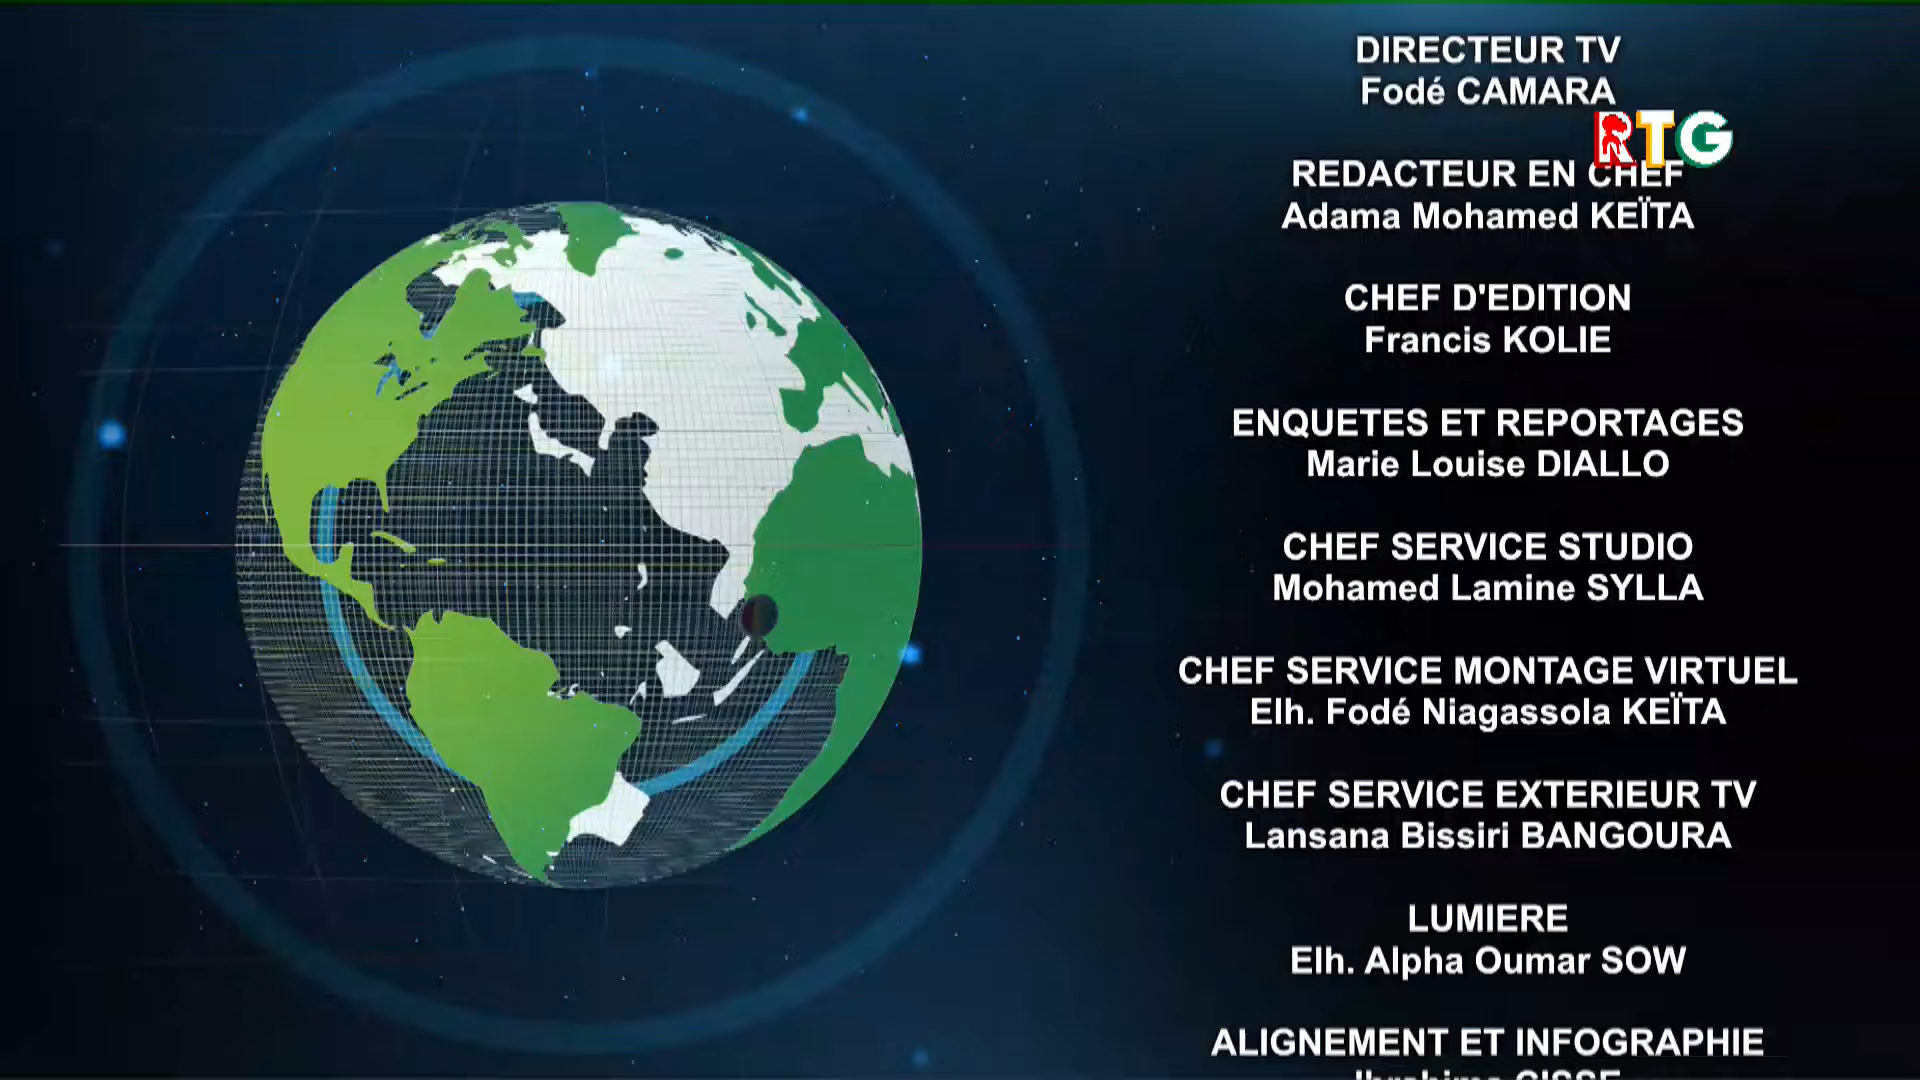 DIRECTEUR TV
Fodé CAMARA
RTG
REDACTEUR EN CHEF
Adama Mohamed KEÏTA
CHEF D'EDITION
Francis KOLIE
ENQUETES ET REPORTAGES
Marie Louise DIALLO
CHEF SERVICE STUDIO
Mohamed Lamine SYLLA
CHEF SERVICE MONTAGE VIRTUEL
Elh. Fodé Niagassola KEÏTA
CHEF SERVICE EXTERIEUR TV
Lansana Bissiri BANGOURA
LUMIERE
Elh. Alpha Oumar SOW
ALIGNEMENT ET INFOGRAPHIE